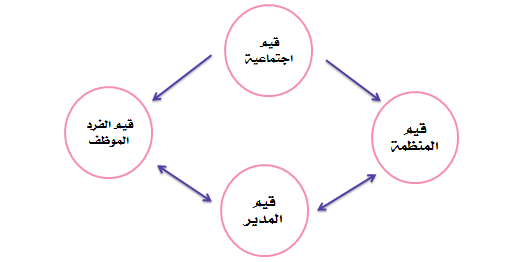 قيم
اجتماعية
قيم الفرد
الموظف
قيم
المنظمة
قيم
المدير